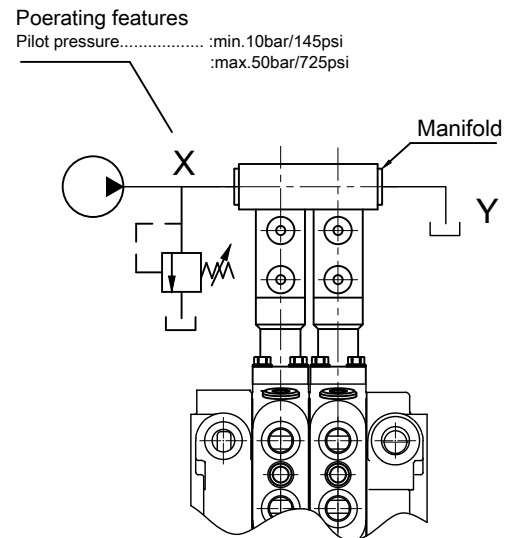 Poerating features
Pilot pressure.................. :min.10bar/145psi
:max.50bar/725psi
Manifold
X
Y